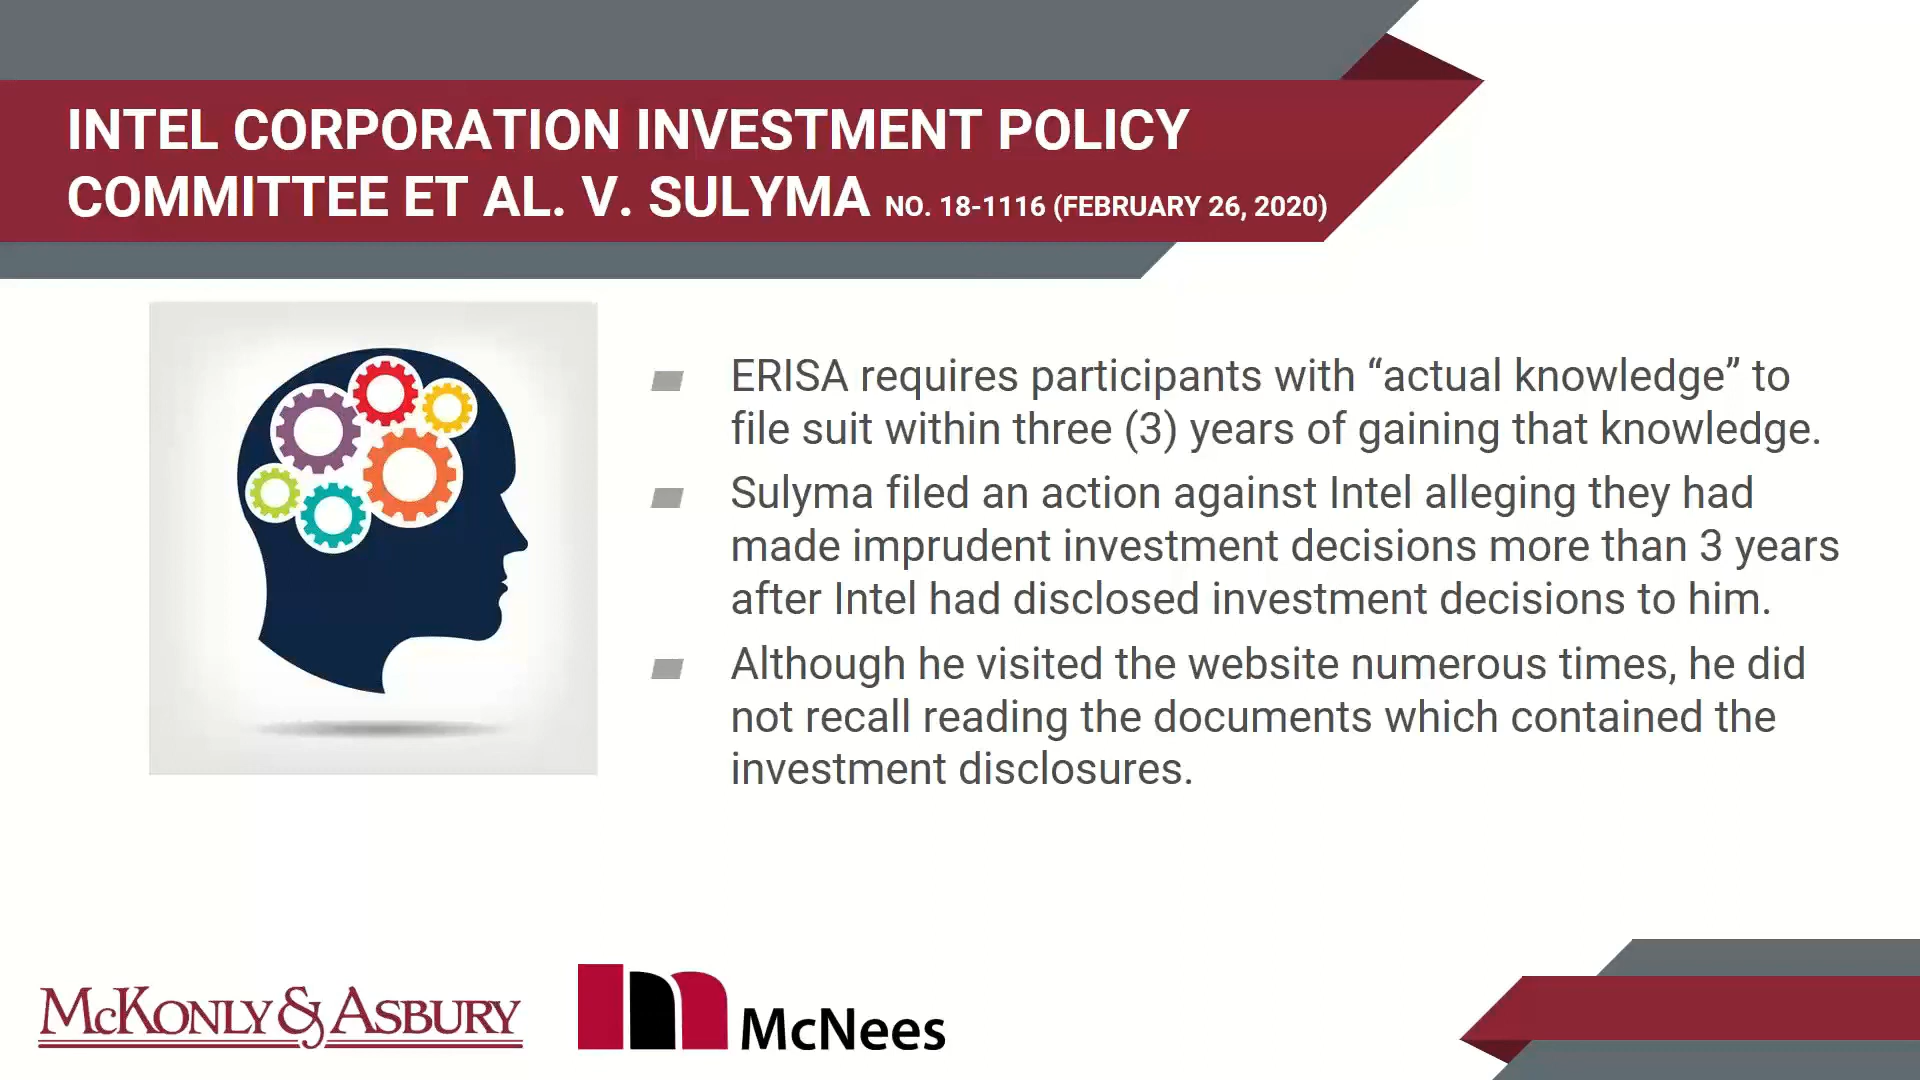 INTEL CORPORATION INVESTMENT POLICY
COMMITTEE ET AL. V. SULYMA NO. 18-1116 (FEBRUARY 26, 2020)
ERISA requires participants with “actual knowledge” to
file suit within three (3) years of gaining that knowledge.
Sulyma filed an action against Intel alleging they had
made imprudent investment decisions more than 3 years
after Intel had disclosed investment decisions to him.
Although he visited the website numerous times, he did
not recall reading the documents which contained the
investment disclosures.
McKonly & Asbury
McNees